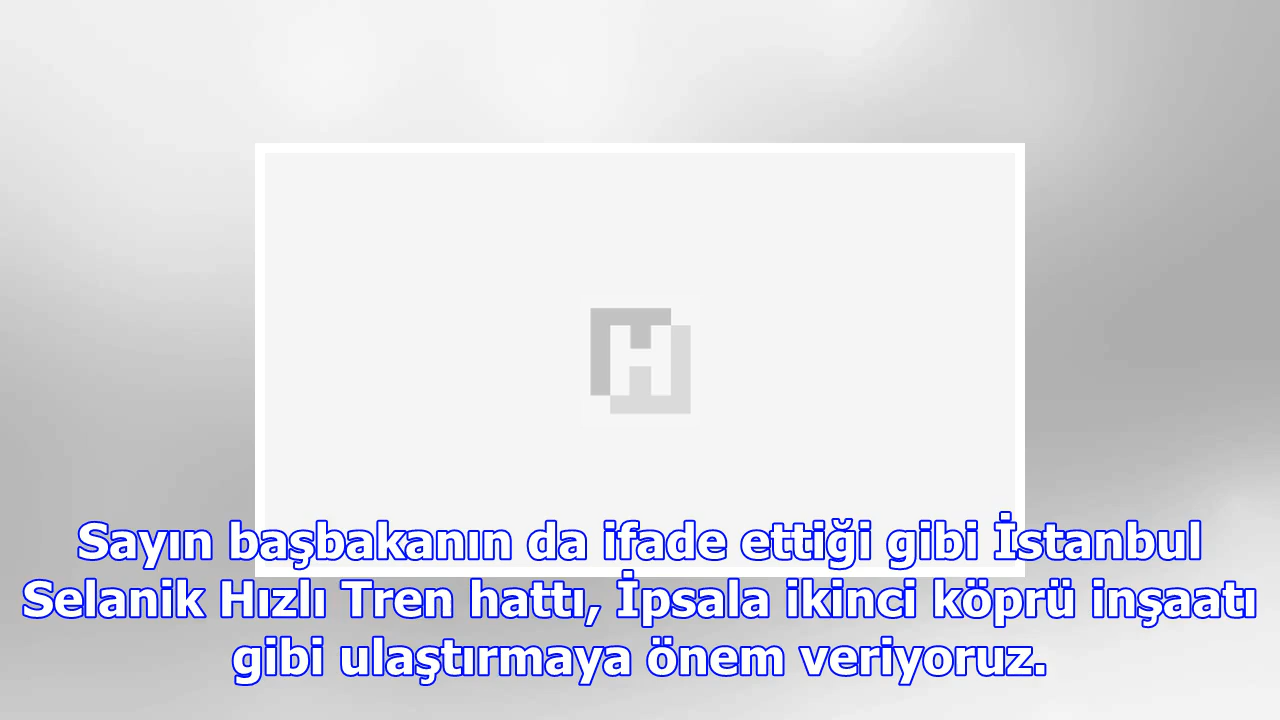 Sayın başbakanın da ifade ettiği gibi İstanbul
Selanik Hızlı Tren hattı, İpsala ikinci köprü inşaatı
gibi ulaştırmaya önem veriyoruz.